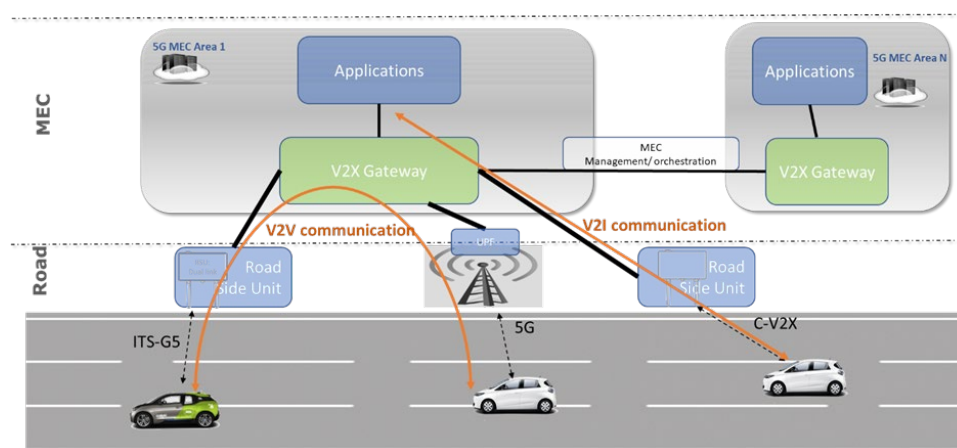 5G MEC Area 1
Applications
V2X Gateway
MEC
Management/ orchestration
Applications
5G MEC Area N
V2X Gateway
MEC
V2V communication
V2I communication
UPF
Road
Side Unit
Road
Side Unit
Road
ITS-G5
5G
C-V2X